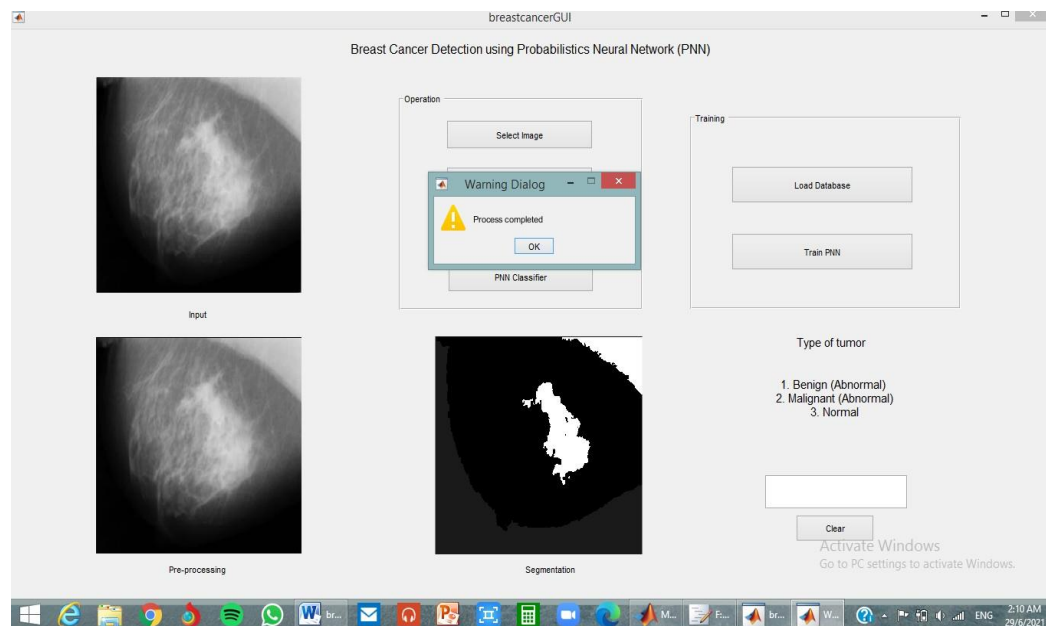 breastcancerGUI
Breast Cancer Detection using Probabilistics Neural Network (PNN)
Operation
Select Image
Warning Dialog
Process completed
OK
PNN Classifier
Training
Load Database
Train PNN
Input
Type of tumor
1. Benign (Abnormal)
2. Malignant (Abnormal)
3. Normal
Clear
Pre-processing
Segmentation
Activate Windows
Go to PC settings to activate Windows.
br...
M...
F:...
br...
W...
ENG
2:10 AM
29/6/2021